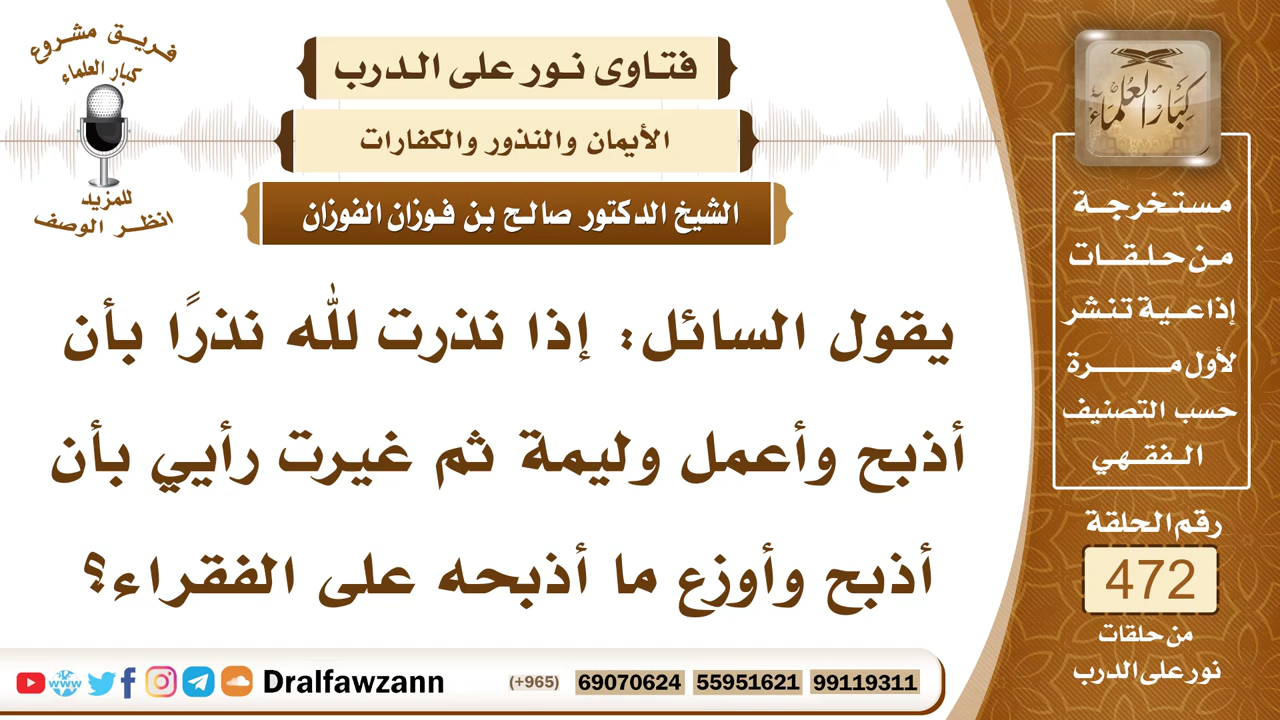 فريق مشروع
كبار العلماء
للمزيد
انظر الوصف
فتاوى نور على الدرب
الأيمان والنذور والكفارات
الشيخ الدكتور صالح بن فوزان الفوزان
يقول السائل: إذا نذرت لله نذرًا بأن
أذبح وأعمل وليمة ثم غيرت رأيي بأن
أذبح وأوزع ما أذبحه على الفقراء؟
كبار العلماء
مستخرجة
من حلقات
إذاعية تنشر
لأول مرة
حسب التصنيف
الفقهي
رقم الحلقة
472
من حلقات
نور على الدرب
www Dralfawzann (+965) 69070624 55951621 99119311